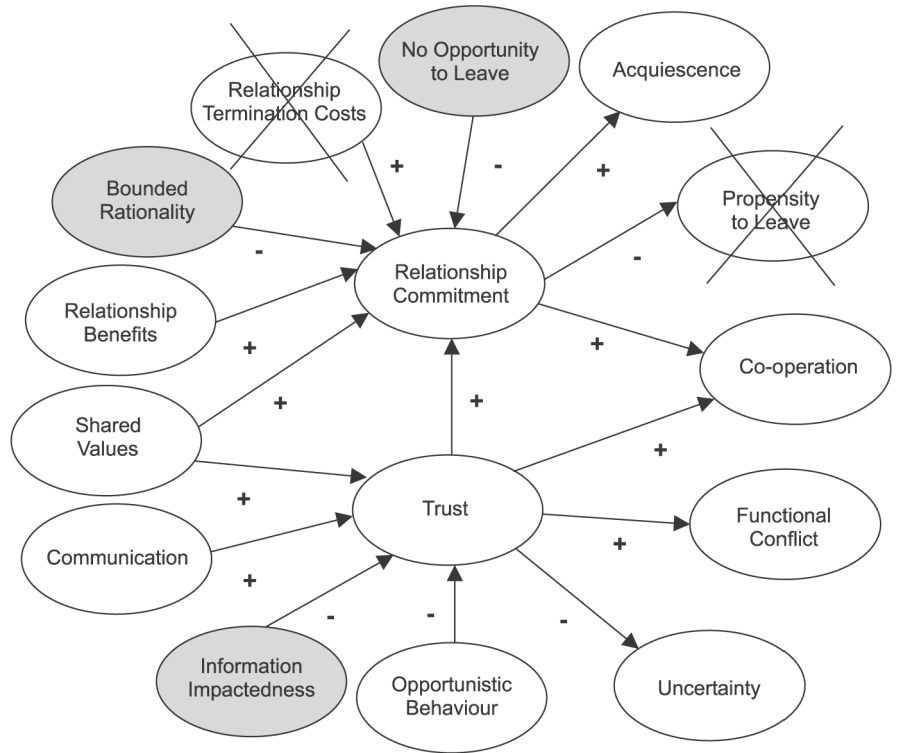 No Opportunity
to Leave
Acquiescence
Relationship
Termination Costs
+
-
+
Bounded
Rationality
Propensity
to Leave
-
-
Relationship
Commitment
Relationship
Benefits
+
+
Co-operation
+
+
Shared
Values
+
+
Trust
Functional
Conflict
+
Communication
+
-
-
-
Information
Impactedness
Opportunistic
Behaviour
Uncertainty